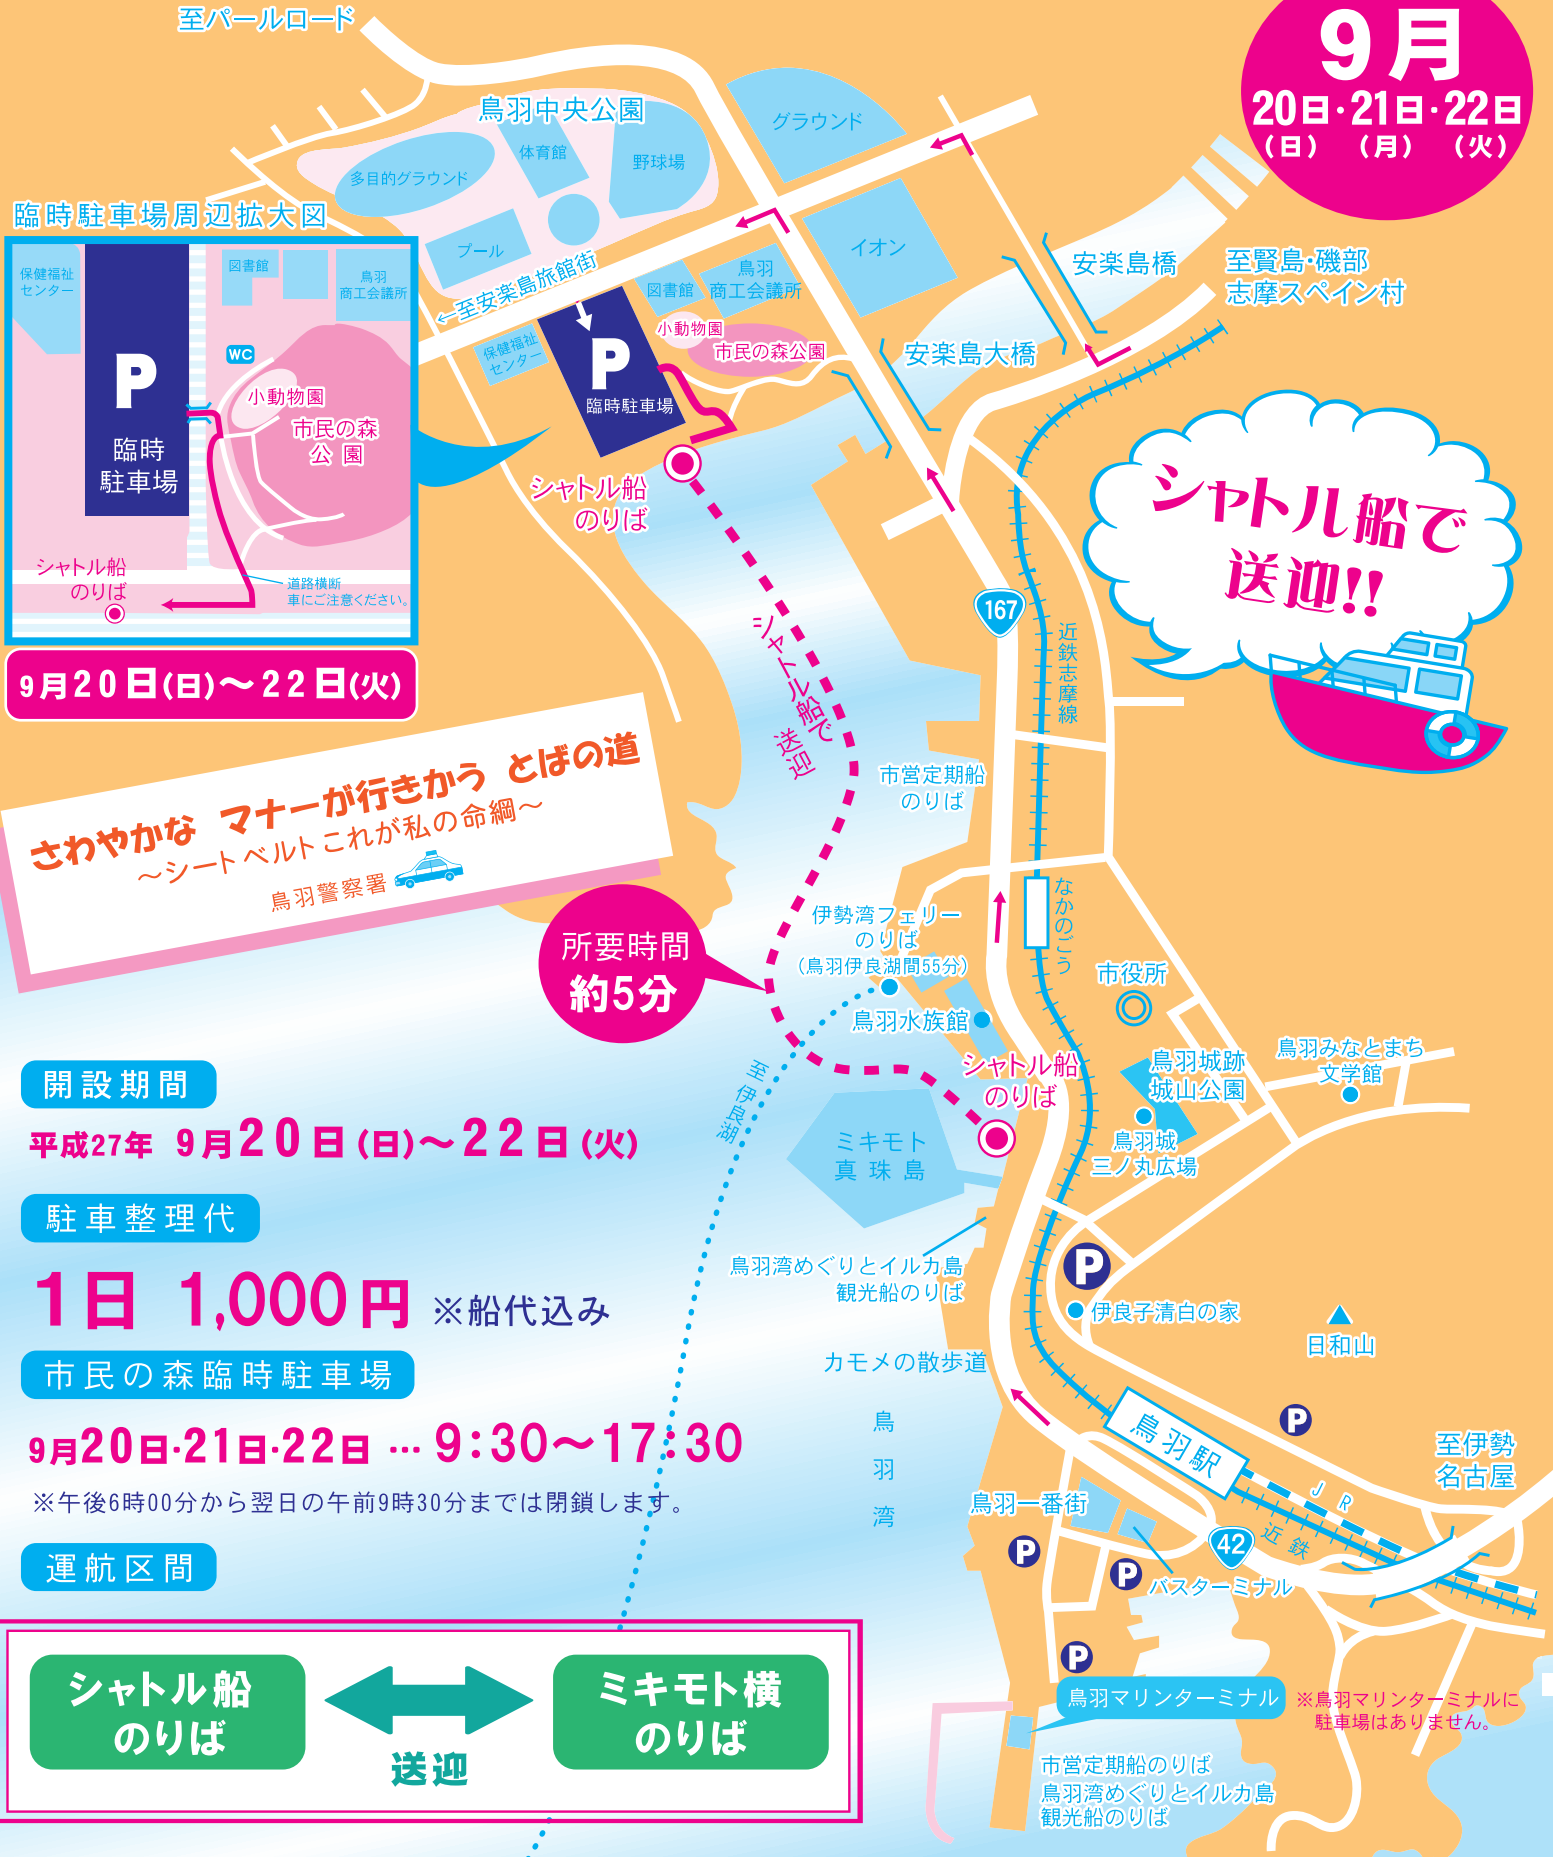 至パールロード
9月
20日・21日・22日
(日) (月) (火)
鳥羽中央公園
グラウンド
体育館
野球場
多目的グラウンド
プール
イオン
←至安楽島旅館街
図書館
鳥羽
商工会議所
小動物園
市民の森公園
保健福祉
センター
P
臨時駐車場
安楽島橋
至賢島・磯部
志摩スペイン村
安楽島大橋
臨時駐車場周辺拡大図
保健福祉
センター
図書館
鳥羽
商工会議所
WC
P
臨時
駐車場
小動物園
市民の森
公園
シャトル船
のりば
道路横断
車にご注意ください。
9月20日(日)～22日(火)
シャトル船
のりば
シャトル船で
送迎!!
167
近鉄志摩線
シャトル船で
送迎
さわやかな マナーが行きかう とばの道
～シートベルトこれが私の命綱～
鳥羽警察署
市営定期船
のりば
所要時間
約5分
伊勢湾フェリー
のりば
(鳥羽伊良湖間55分)
なかのごう
市役所
鳥羽水族館
シャトル船
のりば
鳥羽城跡
城山公園
鳥羽みなとまち
文学館
至伊良湖
鳥羽城
三ノ丸広場
ミキモト
真珠島
開設期間
平成27年 9月20日(日)～22日(火)
駐車整理代
1日 1,000円 ※船代込み
市民の森臨時駐車場
9月20日・21日・22日 … 9:30～17:30
※午後6時00分から翌日の午前9時30分までは閉鎖します。
運航区間
シャトル船
のりば
送迎
ミキモト横
のりば
鳥羽湾めぐりとイルカ島
観光船のりば
P
伊良子清白の家
日和山
カモメの散歩道
鳥羽湾
鳥羽駅
P
至伊勢
名古屋
JR
近鉄
鳥羽一番街
42
P
P
バスターミナル
P
鳥羽マリンターミナル
※鳥羽マリンターミナルに
駐車場はありません。
市営定期船のりば
鳥羽湾めぐりとイルカ島
観光船のりば